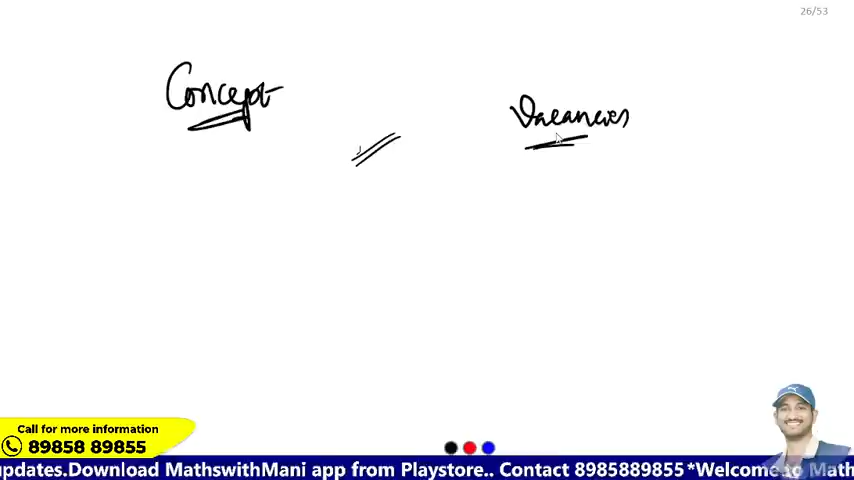 26/53
Concept
Vacancies
Call for more information
89858 89855
updates.Download MathswithMani app from Playstore.. Contact 8985889855 *Welcome to Math